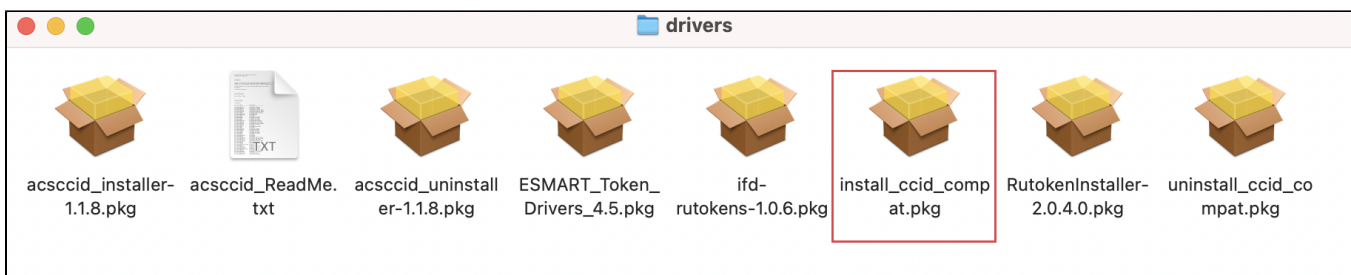 drivers
TXT
acsccid_installer-
1.1.8.pkg
acsccid_ReadMe.
txt
acsccid_uninstall
er-1.1.8.pkg
ESMART_Token_
Drivers_4.5.pkg
ifd-
rutokens-1.0.6.pkg
install_ccid_comp
at.pkg
RutokenInstaller-
2.0.4.0.pkg
uninstall_ccid_co
mpat.pkg